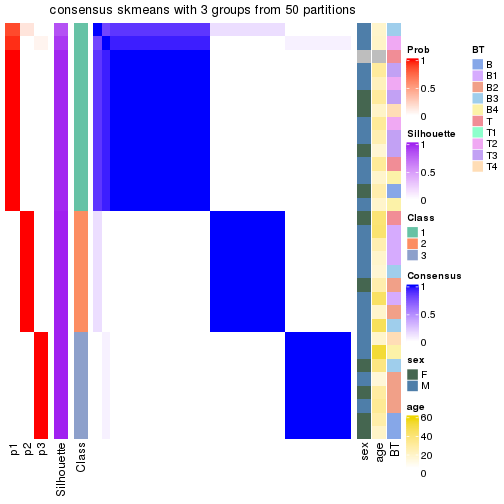 consensus skmeans with 3 groups from 50 partitions
Prob
1
0.5
0
Silhouette
1
0.5
0
Class
1
2
3
Consensus
1
0.5
0
sex
F
M
age
60
40
20
0
BT
B
B1
B2
B3
B4
T
T1
T2
T3
T4
p1
p2
p3
Silhouette
Class
sex
age
BT